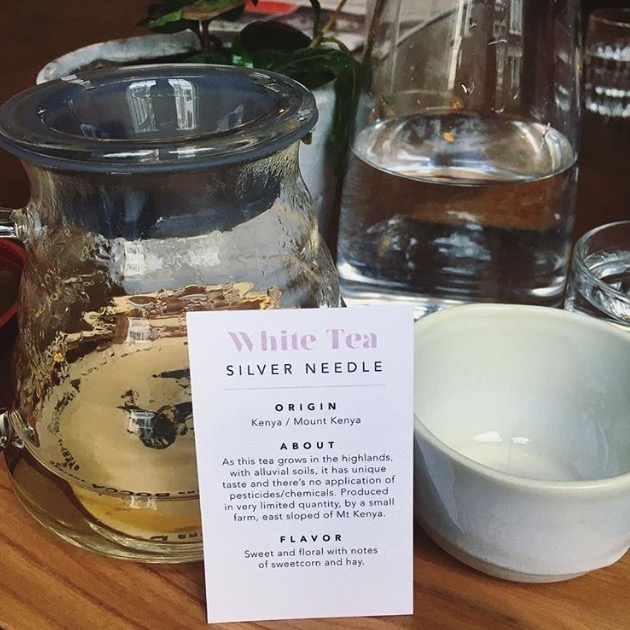 White Tea
SILVER NEEDLE
ORIGIN
Kenya / Mount Kenya
ABOUT
As this tea grows in the highlands,
with alluvial soils, it has unique
taste and there's no application of
pesticides/chemicals. Produced
in very limited quantity, by a small
farm, east sloped of Mt Kenya.
FLAVOR
Sweet and floral with notes
of sweetcorn and hay.